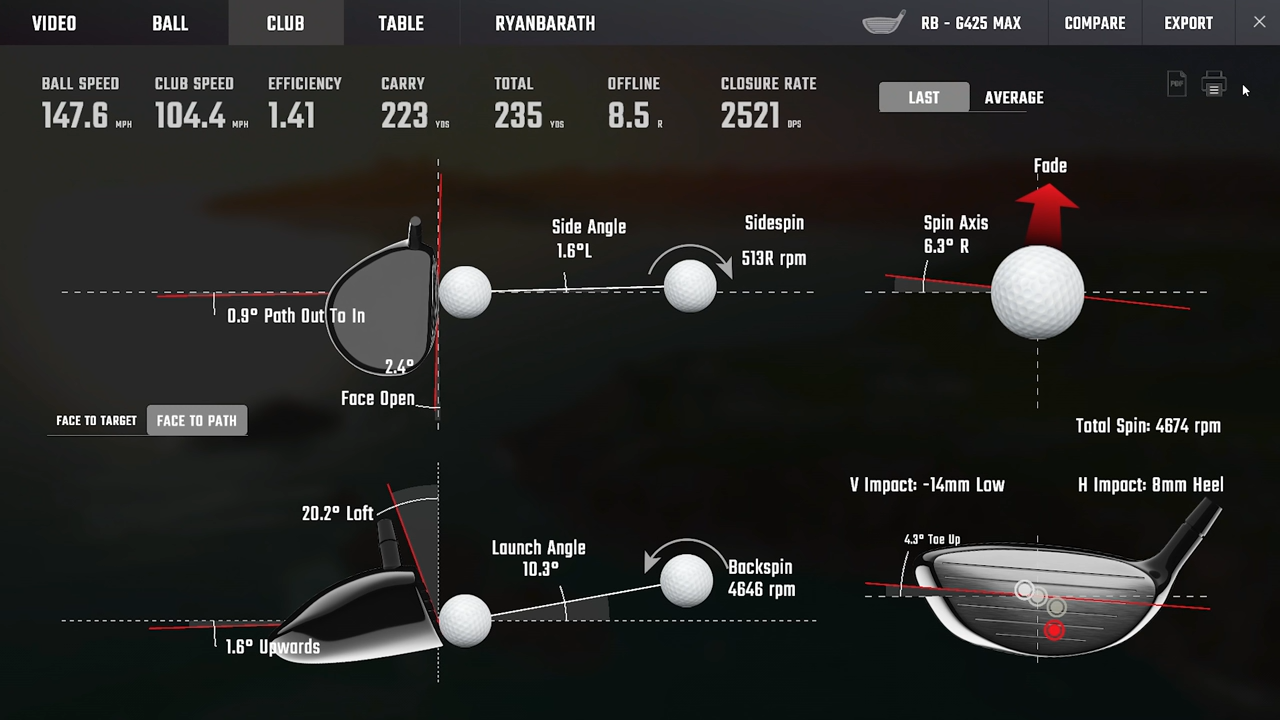 VIDEO BALL CLUB TABLE RYANBARATH RB - G425 MAX COMPARE EXPORT
BALL SPEED CLUB SPEED EFFICIENCY CARRY TOTAL OFFLINE CLOSURE RATE
147.6 MPH 104.4 MPH 1.41 223 YDS 235 YDS 8.5 R 2521 DPS
LAST AVERAGE
PDF
Fade
Side Angle
1.6°L
Sidespin
513R rpm
Spin Axis
6.3° R
0.9° Path Out To In
2.4°
Face Open
FACE TO TARGET FACE TO PATH
Total Spin: 4674 rpm
V Impact: -14mm Low H Impact: 8mm Heel
20.2° Loft
Launch Angle
10.3°
Backspin
4646 rpm
4.3° Toe Up
1.6° Upwards